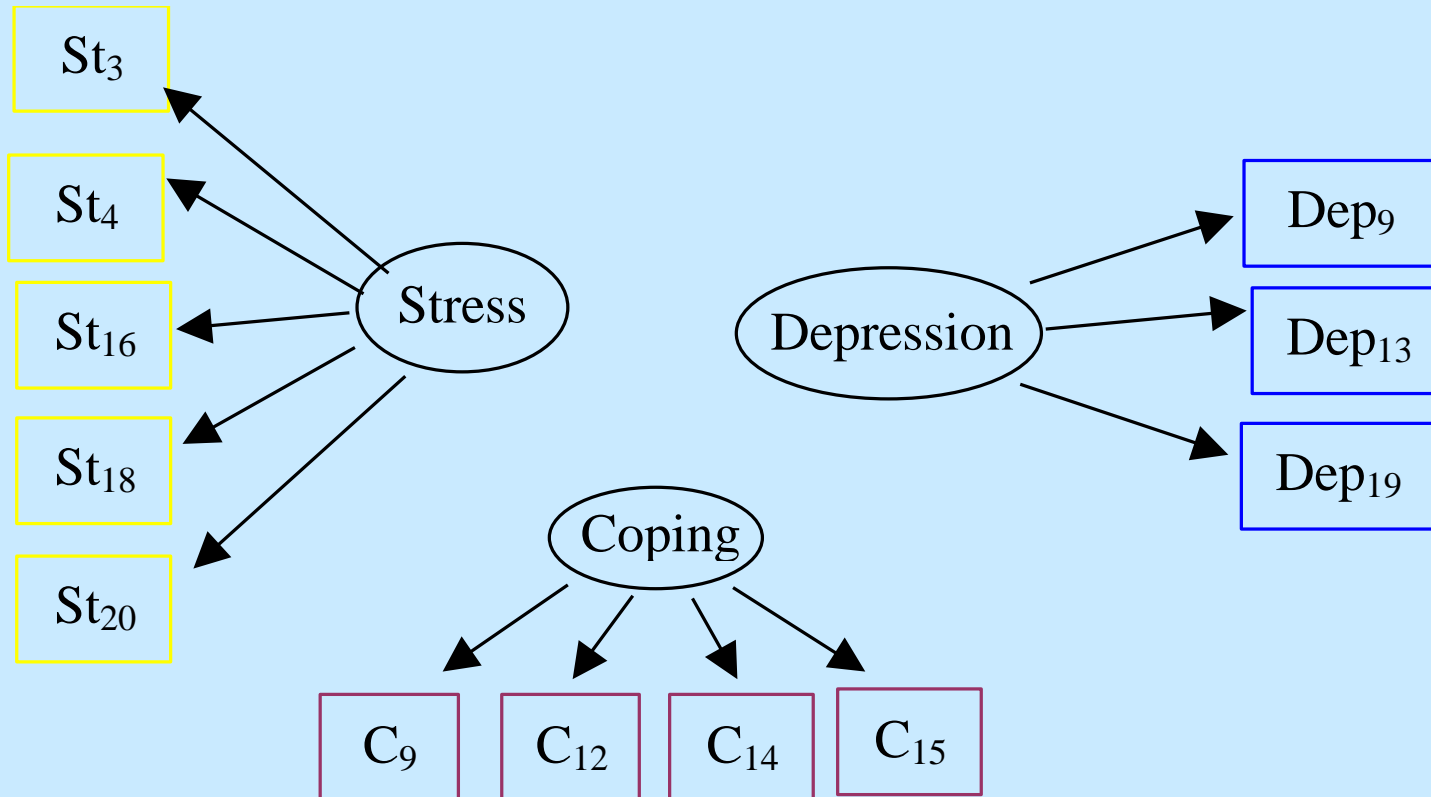 St₃
St₄
St₁₆
St₁₈
St₂₀
Stress
Depression
Dep₉
Dep₁₃
Dep₁₉
Coping
C₉
C₁₂
C₁₄
C₁₅